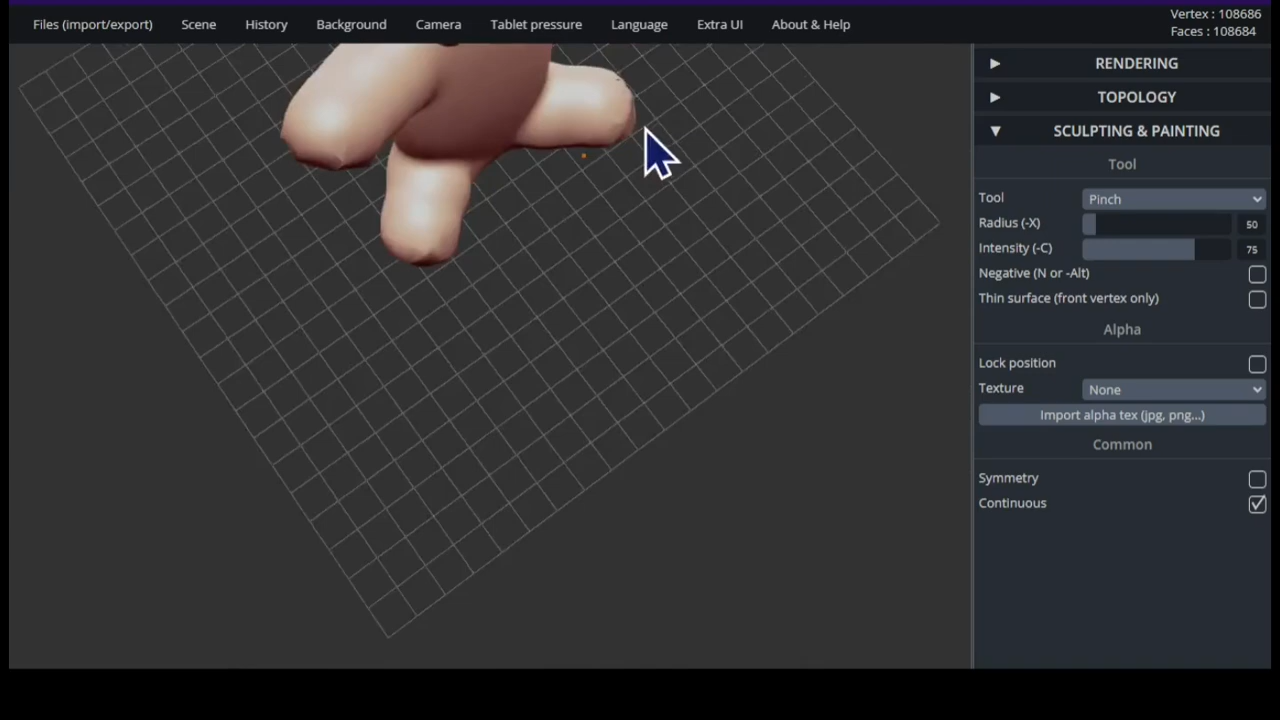 Files (import/export) Scene History Background Camera Tablet pressure Language Extra UI About & Help
Vertex : 108686
Faces : 108684
RENDERING
TOPOLOGY
SCULPTING & PAINTING
Tool
Tool Pinch
Radius (-X) 50
Intensity (-C) 75
Negative (N or -Alt)
Thin surface (front vertex only)
Alpha
Lock position
Texture None
Import alpha tex (jpg, png...)
Common
Symmetry
Continuous